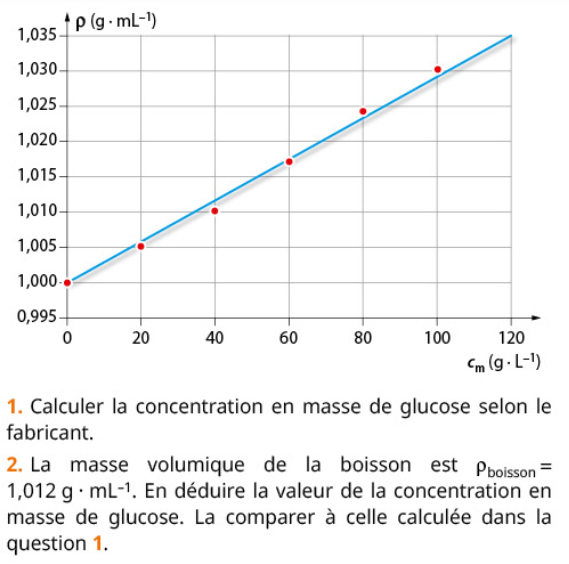 ρ (g · mL⁻¹)
1,035
1,030
1,025
1,020
1,015
1,010
1,005
1,000
0,995
0 20 40 60 80 100 120
cₘ (g · L⁻¹)
1. Calculer la concentration en masse de glucose selon le
fabricant.
2. La masse volumique de la boisson est ρboisson =
1,012 g · mL⁻¹. En déduire la valeur de la concentration en
masse de glucose. La comparer à celle calculée dans la
question 1.